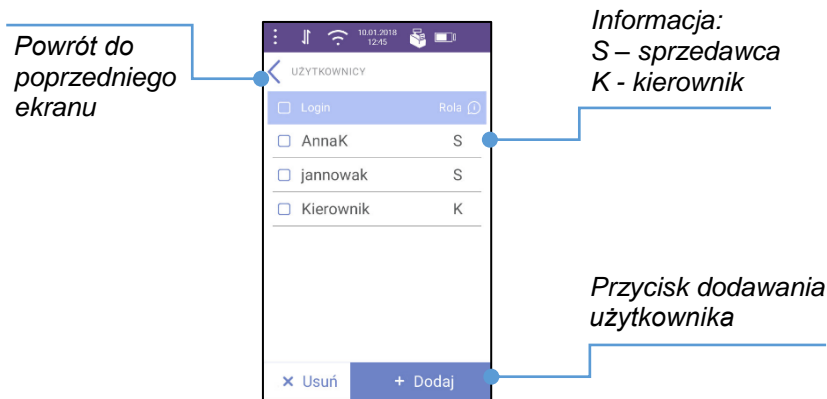 Powrót do
poprzedniego
ekranu
10.01.2018
12:45
UŻYTKOWNICY
Login Rola
AnnaK S
jannowak S
Kierownik K
× Usuń + Dodaj
Informacja:
S – sprzedawca
K - kierownik
Przycisk dodawania
użytkownika